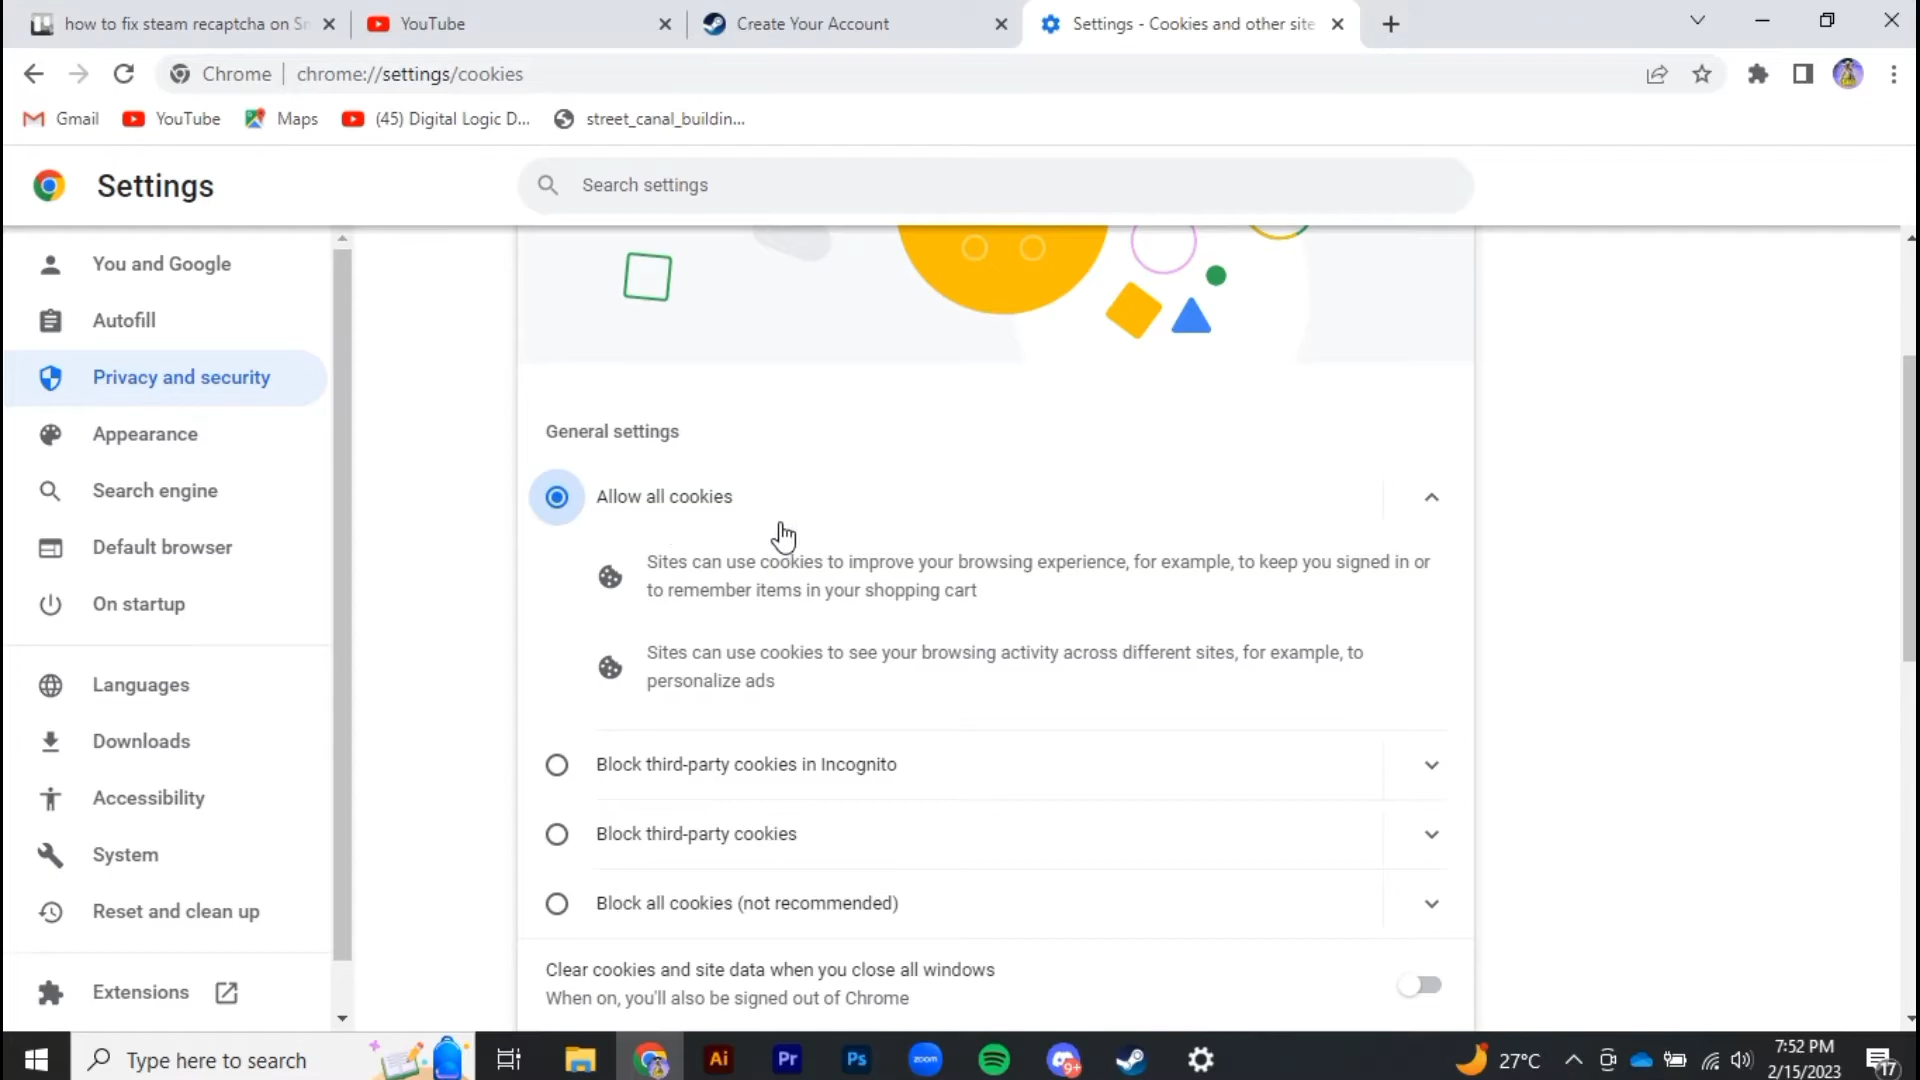 how to fix steam recaptcha on Sn
YouTube
Create Your Account
Settings - Cookies and other site
Chrome
chrome://settings/cookies
Gmail
YouTube
Maps
(45) Digital Logic D...
street_canal_buildin...
Settings
Search settings
You and Google
Autofill
Privacy and security
Appearance
Search engine
Default browser
On startup
Languages
Downloads
Accessibility
System
Reset and clean up
Extensions
General settings
Allow all cookies
Sites can use cookies to improve your browsing experience, for example, to keep you signed in or
to remember items in your shopping cart
Sites can use cookies to see your browsing activity across different sites, for example, to
personalize ads
Block third-party cookies in Incognito
Block third-party cookies
Block all cookies (not recommended)
Clear cookies and site data when you close all windows
When on, you'll also be signed out of Chrome
Type here to search
Ai
Pr
Ps
zoom
9+
27°C
7:52 PM
2/15/2023
17